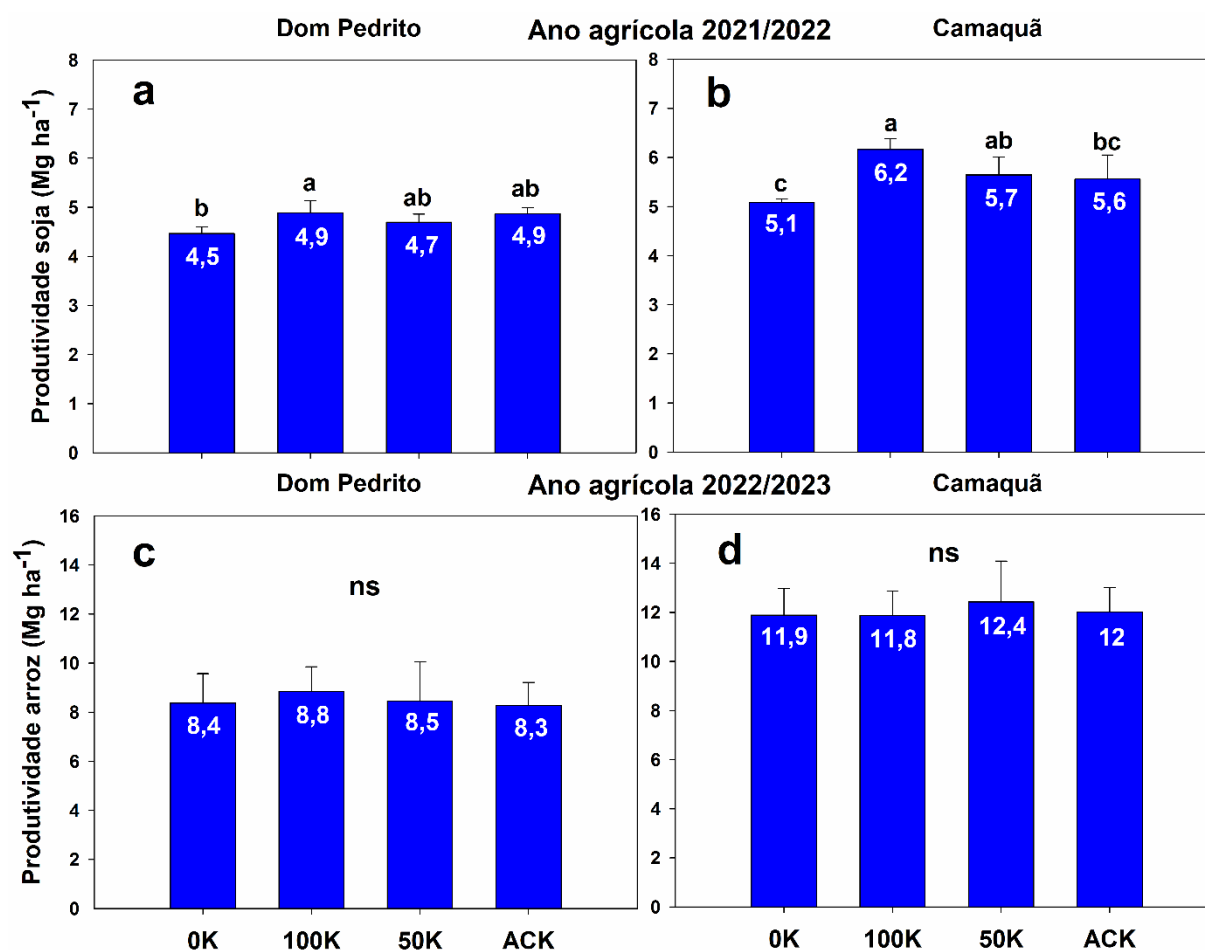 Dom Pedrito Ano agrícola 2021/2022 Camaquã
Produtividade soja (Mg ha⁻¹)
8
7
6
5
4
3
2
1
0
a
b a ab ab
4,5 4,9 4,7 4,9
8
7
6
5
4
3
2
1
0
b
c a ab bc
5,1 6,2 5,7 5,6
Dom Pedrito Ano agrícola 2022/2023 Camaquã
Produtividade arroz (Mg ha⁻¹)
16
14
12
10
8
6
4
2
0
c
ns
8,4 8,8 8,5 8,3
0K 100K 50K ACK
16
14
12
10
8
6
4
2
0
d
ns
11,9 11,8 12,4 12
0K 100K 50K ACK